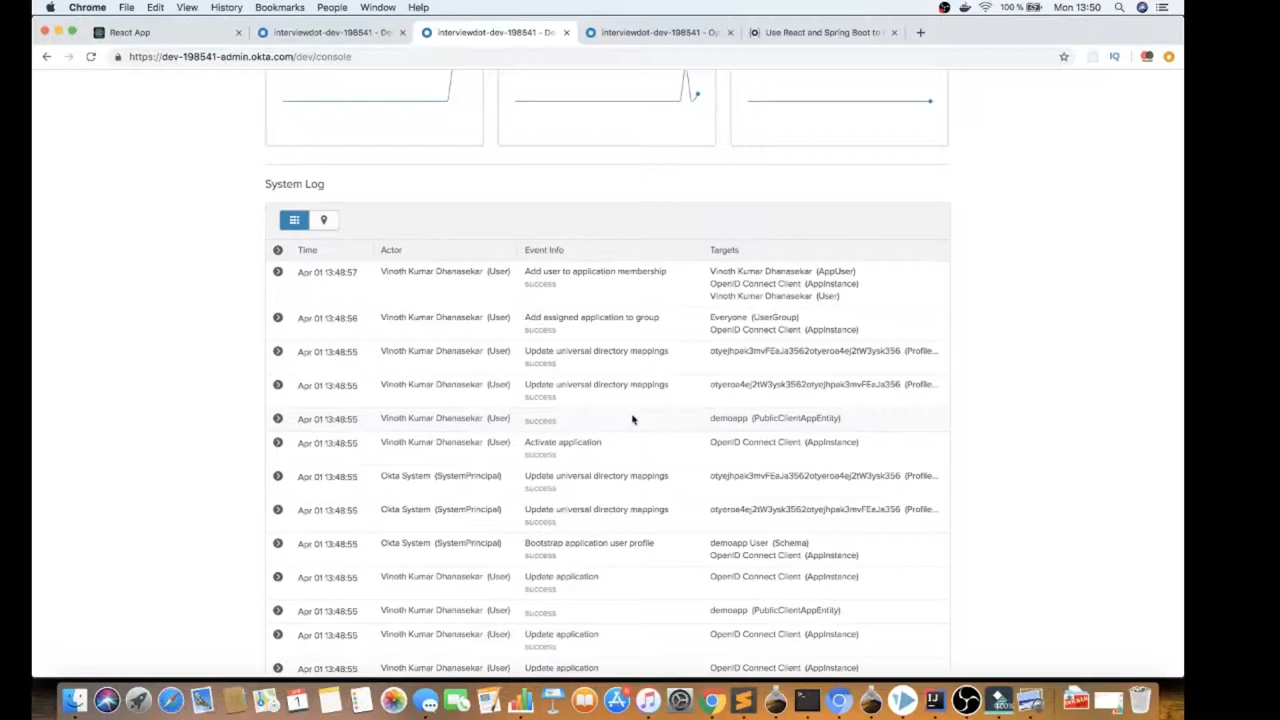 Chrome File Edit View History Bookmarks People Window Help 100 % Mon 13:50
React App interviewdot-dev-198541 - De interviewdot-dev-198541 - De interviewdot-dev-198541 - Op Use React and Spring Boot to
https://dev-198541-admin.okta.com/dev/console IQ
System Log
Time Actor Event Info Targets
Apr 01 13:48:57 Vinoth Kumar Dhanasekar (User) Add user to application membership Vinoth Kumar Dhanasekar (AppUser)
success OpenID Connect Client (AppInstance)
Vinoth Kumar Dhanasekar (User)
Apr 01 13:48:56 Vinoth Kumar Dhanasekar (User) Add assigned application to group Everyone (UserGroup)
success OpenID Connect Client (AppInstance)
Apr 01 13:48:55 Vinoth Kumar Dhanasekar (User) Update universal directory mappings otyejhpak3mvFEaJa3562otyeroa4ej2tW3ysk356 (Profile...
success
Apr 01 13:48:55 Vinoth Kumar Dhanasekar (User) Update universal directory mappings otyeroa4ej2tW3ysk3562otyejhpak3mvFEaJa356 (Profile...
success
Apr 01 13:48:55 Vinoth Kumar Dhanasekar (User) success demoapp (PublicClientAppEntity)
Apr 01 13:48:55 Vinoth Kumar Dhanasekar (User) Activate application OpenID Connect Client (AppInstance)
success
Apr 01 13:48:55 Okta System (SystemPrincipal) Update universal directory mappings otyejhpak3mvFEaJa3562otyeroa4ej2tW3ysk356 (Profile...
success
Apr 01 13:48:55 Okta System (SystemPrincipal) Update universal directory mappings otyeroa4ej2tW3ysk3562otyejhpak3mvFEaJa356 (Profile...
success
Apr 01 13:48:55 Okta System (SystemPrincipal) Bootstrap application user profile demoapp User (Schema)
success OpenID Connect Client (AppInstance)
Apr 01 13:48:55 Vinoth Kumar Dhanasekar (User) Update application OpenID Connect Client (AppInstance)
success
Apr 01 13:48:55 Vinoth Kumar Dhanasekar (User) success demoapp (PublicClientAppEntity)
Apr 01 13:48:55 Vinoth Kumar Dhanasekar (User) Update application OpenID Connect Client (AppInstance)
success
Apr 01 13:48:55 Vinoth Kumar Dhanasekar (User) Update application OpenID Connect Client (AppInstance)